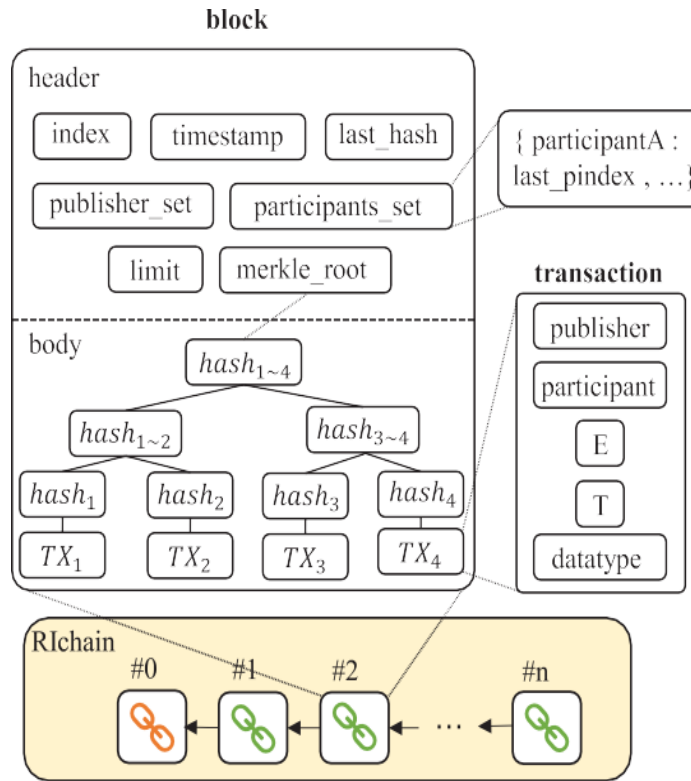 block
header
index timestamp last_hash
publisher_set participants_set
limit merkle_root
{ participantA :
last_pindex , ...}
body
hash1~4
hash1~2 hash3~4
hash1 hash2 hash3 hash4
TX1 TX2 TX3 TX4
transaction
publisher
participant
E
T
datatype
RIchain
#0 #1 #2 #n
...